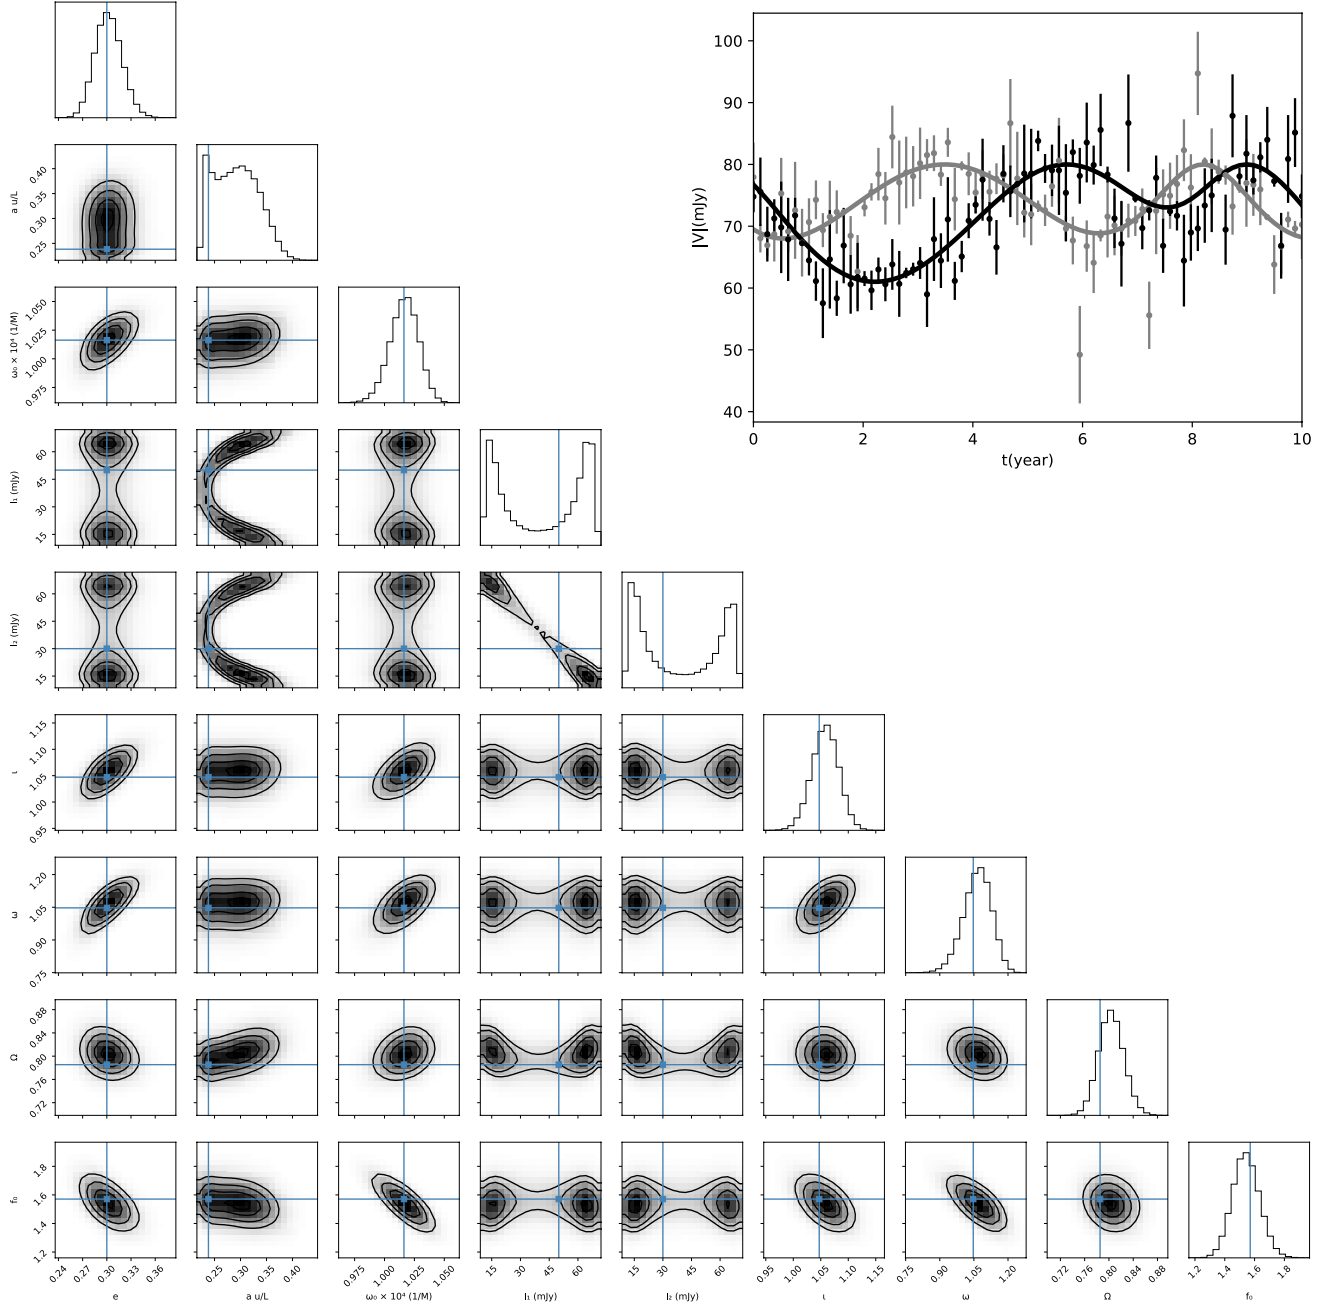 100
90
80
70
60
50
40
|V|(mJy)
0 2 4 6 8 10
t(year)
0.40
0.35
0.30
0.25
a u/L
1.050
1.025
1.000
0.975
ω₀ × 10⁴ (1/M)
60
45
30
15
I₁ (mJy)
60
45
30
15
I₂ (mJy)
1.15
1.10
1.05
1.00
0.95
ι
1.20
1.05
0.90
0.75
ω
0.88
0.84
0.80
0.76
0.72
Ω
1.8
1.6
1.4
1.2
f₀
0.24 0.27 0.30 0.33 0.36
e
0.25 0.30 0.35 0.40
a u/L
0.975 1.000 1.025 1.050
ω₀ × 10⁴ (1/M)
15 30 45 60
I₁ (mJy)
15 30 45 60
I₂ (mJy)
0.95 1.00 1.05 1.10 1.15
ι
0.75 0.90 1.05 1.20
ω
0.72 0.76 0.80 0.84 0.88
Ω
1.2 1.4 1.6 1.8
f₀